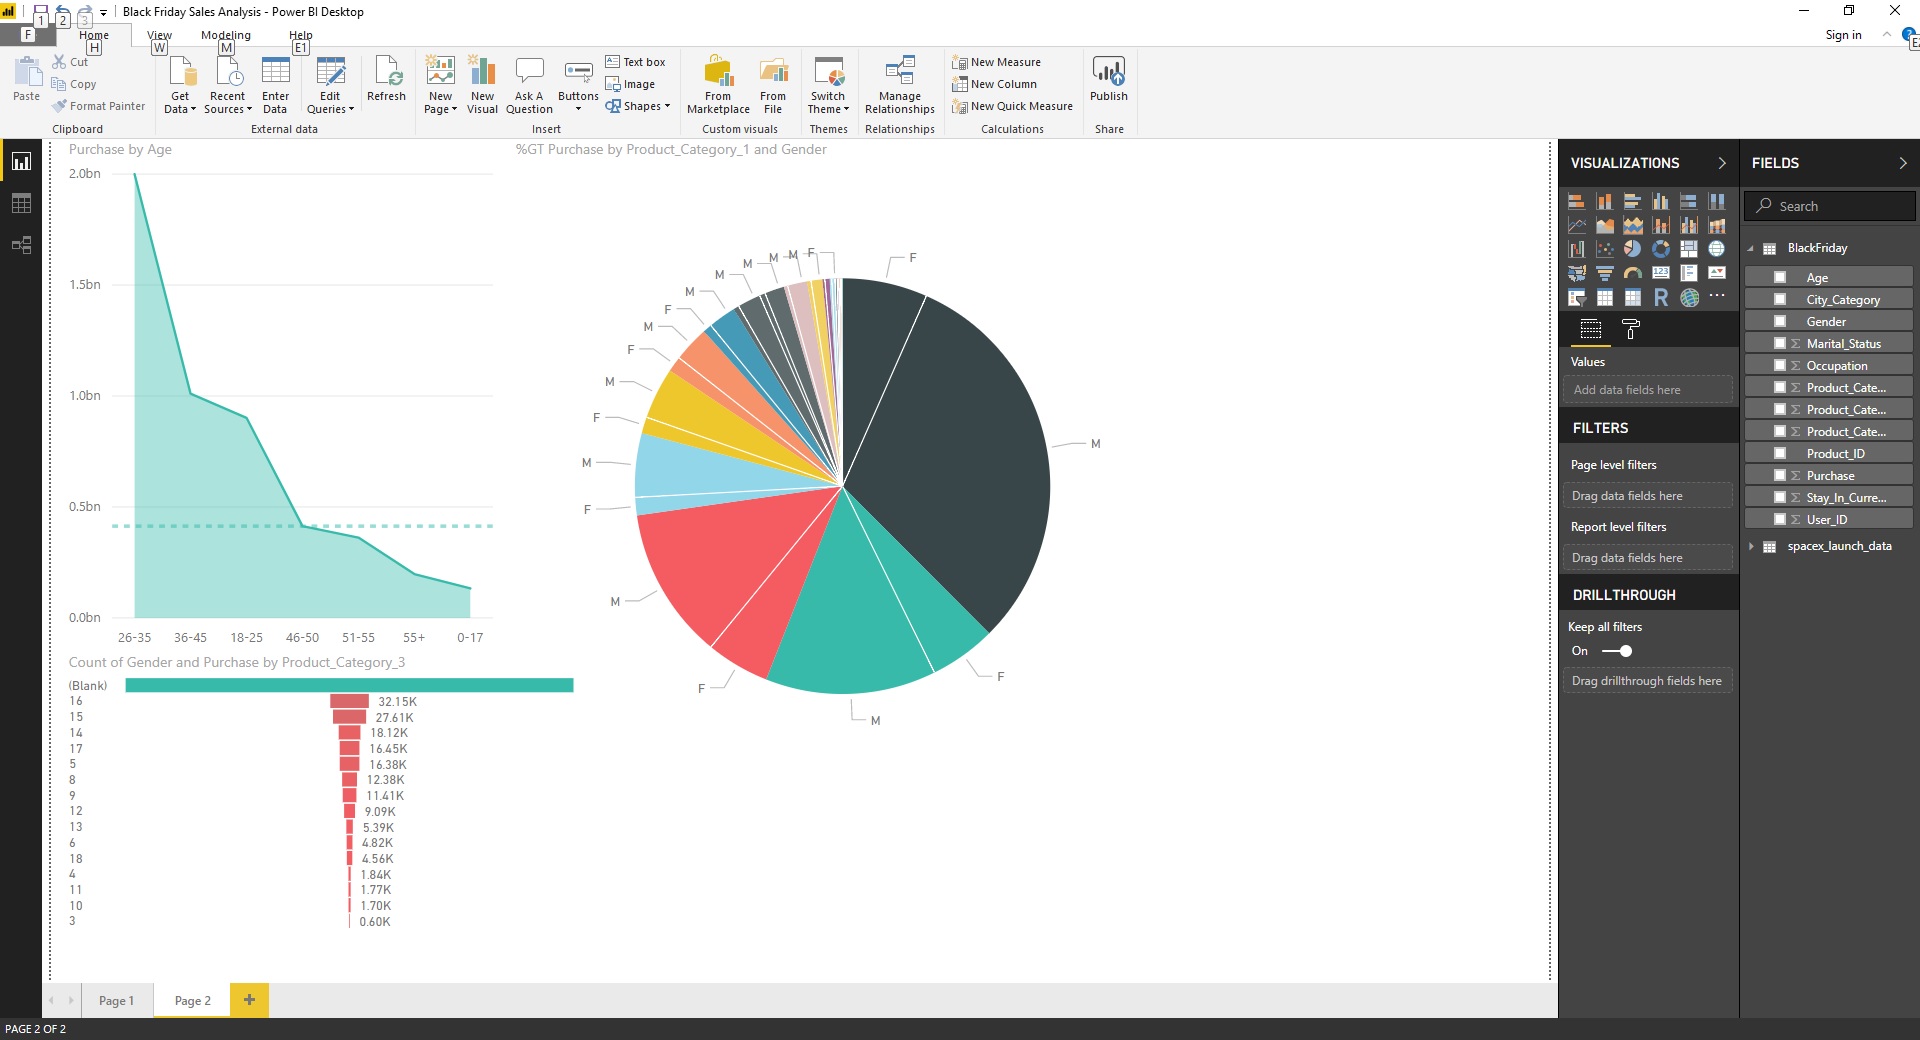 Black Friday Sales Analysis - Power BI Desktop
1 2 3
F Home View Modeling Help Sign in
H W M E1
Paste
Cut
Copy
Format Painter
Clipboard
Get Data
Recent Sources
Enter Data
Edit Queries
Refresh
External data
New Page
New Visual
Ask A Question
Buttons
Text box
Image
Shapes
Insert
From Marketplace
From File
Custom visuals
Switch Theme
Themes
Manage Relationships
Relationships
New Measure
New Column
New Quick Measure
Calculations
Publish
Share
Purchase by Age
2.0bn
1.5bn
1.0bn
0.5bn
0.0bn
26-35 36-45 18-25 46-50 51-55 55+ 0-17
%GT Purchase by Product_Category_1 and Gender
F
M
F
M
F
M
F
M
F
M
F
M
F
M
M
M
M
M
F
Count of Gender and Purchase by Product_Category_3
(Blank)
16 32.15K
15 27.61K
14 18.12K
17 16.45K
5 16.38K
8 12.38K
9 11.41K
12 9.09K
13 5.39K
6 4.82K
18 4.56K
4 1.84K
11 1.77K
10 1.70K
3 0.60K
VISUALIZATIONS
123
R
Values
Add data fields here
FILTERS
Page level filters
Drag data fields here
Report level filters
Drag data fields here
DRILLTHROUGH
Keep all filters
On
Drag drillthrough fields here
FIELDS
Search
BlackFriday
Age
City_Category
Gender
Σ Marital_Status
Σ Occupation
Σ Product_Cate...
Σ Product_Cate...
Σ Product_Cate...
Product_ID
Σ Purchase
Σ Stay_In_Curre...
Σ User_ID
spacex_launch_data
Page 1 Page 2 +
PAGE 2 OF 2